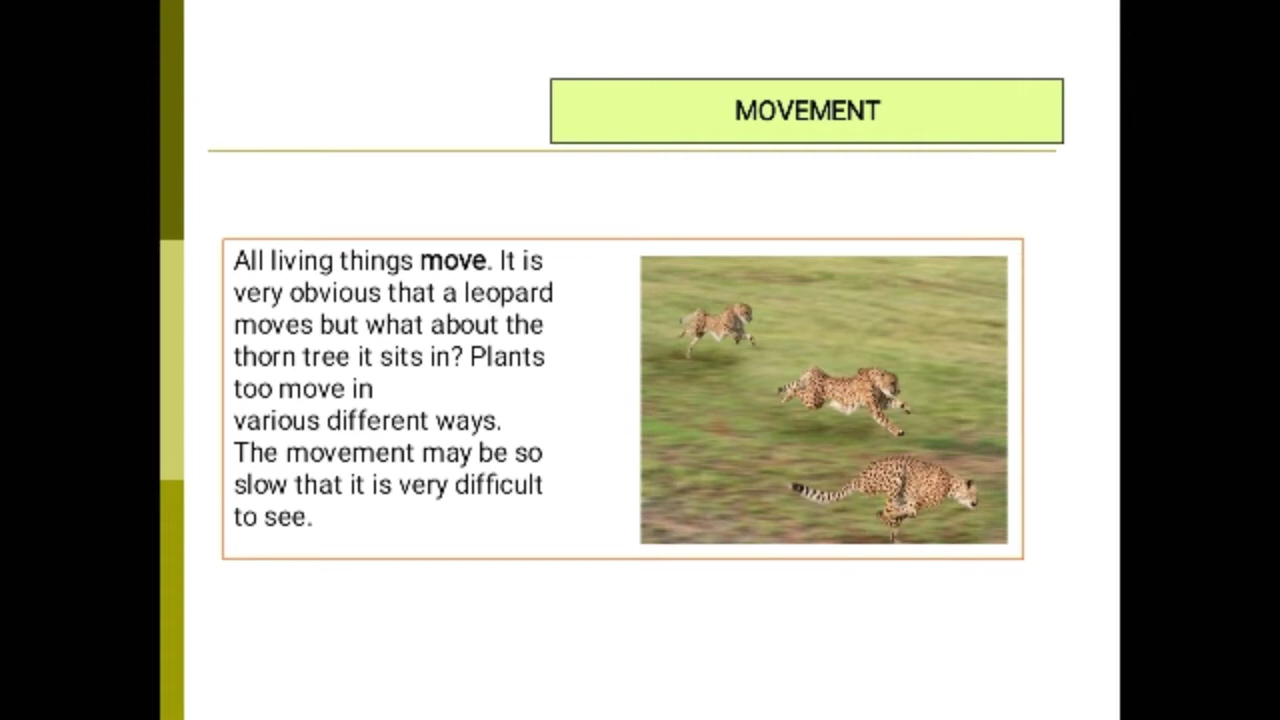 MOVEMENT
All living things move. It is
very obvious that a leopard
moves but what about the
thorn tree it sits in? Plants
too move in
various different ways.
The movement may be so
slow that it is very difficult
to see.